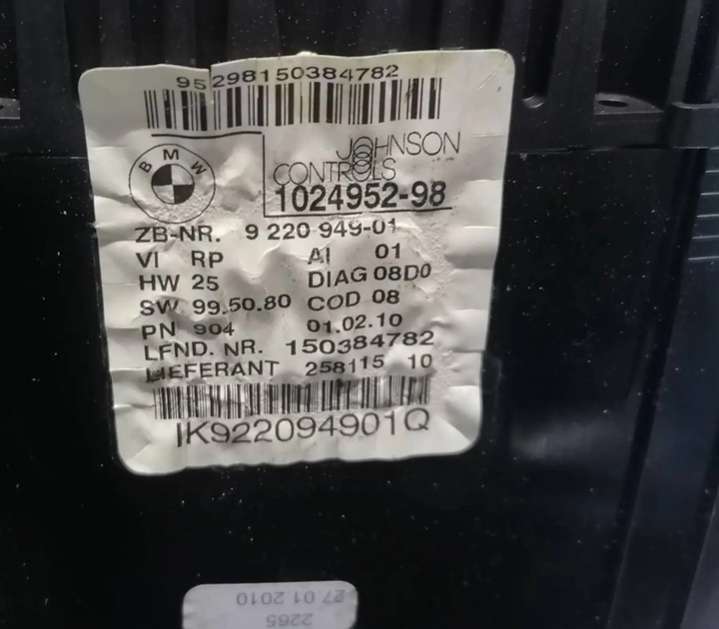 95298150384782
BMW
JOHNSON
CONTROLS
1024952-98
ZB-NR. 9 220 949-01
VI RP AI 01
HW 25 DIAG 08D0
SW 99.50.80 COD 08
PN 904 01.02.10
LFND. NR. 150384782
LIEFERANT 258115 10
IK922094901Q
2265
27 01 2010